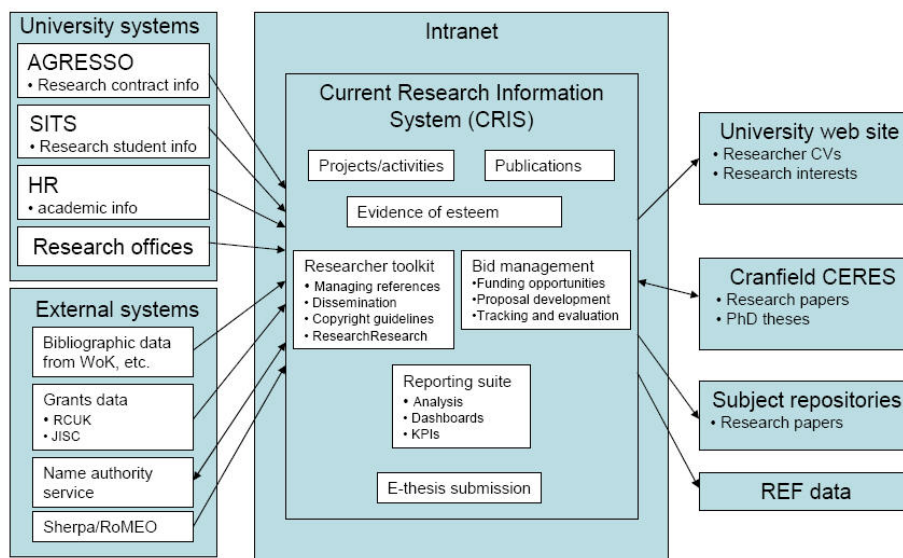 University systems
AGRESSO
• Research contract info
SITS
• Research student info
HR
• academic info
Research offices
External systems
Bibliographic data
from WoK, etc.
Grants data
• RCUK
• JISC
Name authority
service
Sherpa/RoMEO
Intranet
Current Research Information
System (CRIS)
Projects/activities
Publications
Evidence of esteem
Researcher toolkit
• Managing references
• Dissemination
• Copyright guidelines
• ResearchResearch
Bid management
•Funding opportunities
•Proposal development
•Tracking and evaluation
Reporting suite
• Analysis
• Dashboards
• KPIs
E-thesis submission
University web site
• Researcher CVs
• Research interests
Cranfield CERES
• Research papers
• PhD theses
Subject repositories
• Research papers
REF data